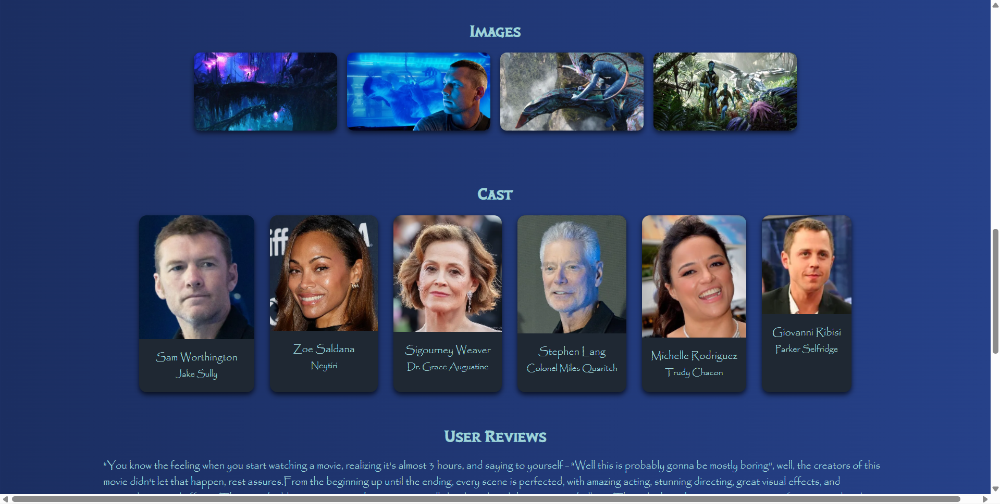 Images
Cast
iff
A
Sam Worthington
Jake Sully
Zoe Saldana
Neytiri
Sigourney Weaver
Dr. Grace Augustine
Stephen Lang
Colonel Miles Quaritch
Michelle Rodriguez
Trudy Chacon
Giovanni Ribisi
Parker Selfridge
User Reviews
"You know the feeling when you start watching a movie, realizing it's almost 3 hours, and saying to yourself - "Well this is probably gonna be mostly boring", well, the creators of this
movie didn't let that happen, rest assures.From the beginning up until the ending, every scene is perfected, with amazing acting, stunning directing, great visual effects, and